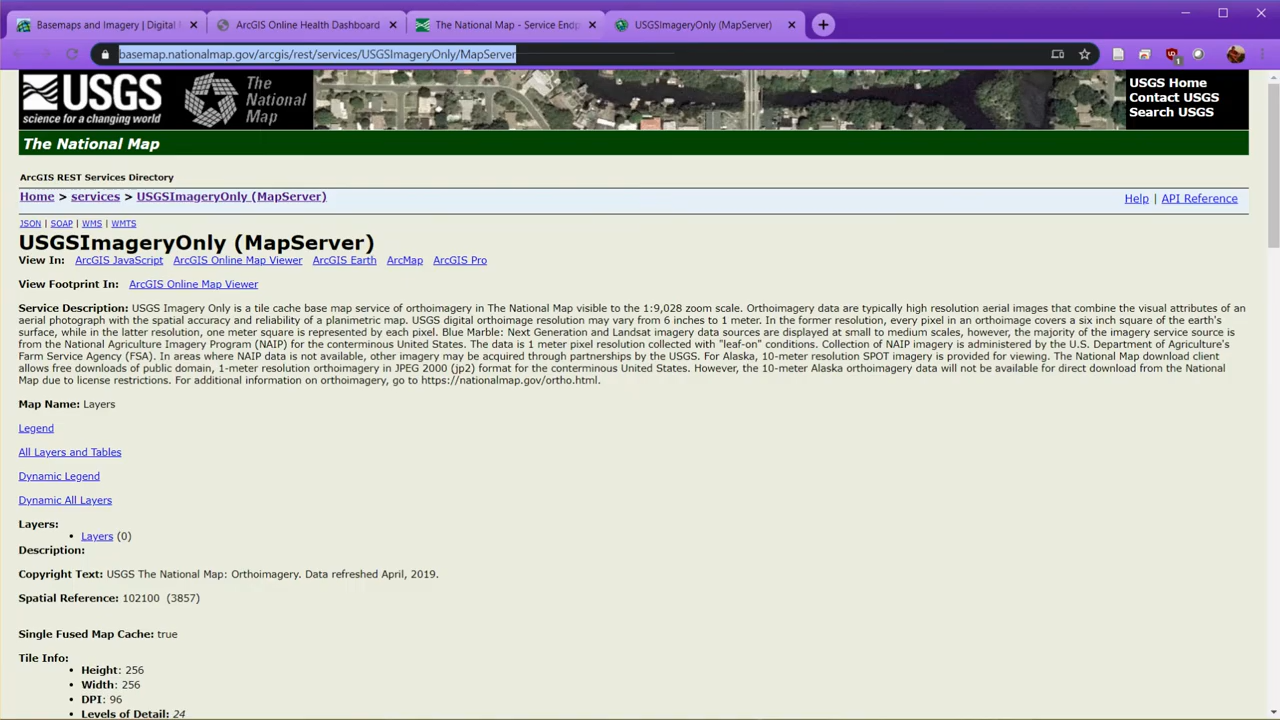 Basemaps and Imagery | Digital
ArcGIS Online Health Dashboard
The National Map - Service Endp
USGSImageryOnly (MapServer)
basemap.nationalmap.gov/arcgis/rest/services/USGSImageryOnly/MapServer
USGS
science for a changing world
The
National
Map
USGS Home
Contact USGS
Search USGS
The National Map
ArcGIS REST Services Directory
Home > services > USGSImageryOnly (MapServer)
Help | API Reference
JSON | SOAP | WMS | WMTS
USGSImageryOnly (MapServer)
View In: ArcGIS JavaScript ArcGIS Online Map Viewer ArcGIS Earth ArcMap ArcGIS Pro
View Footprint In: ArcGIS Online Map Viewer
Service Description: USGS Imagery Only is a tile cache base map service of orthoimagery in The National Map visible to the 1:9,028 zoom scale. Orthoimagery data are typically high resolution aerial images that combine the visual attributes of an
aerial photograph with the spatial accuracy and reliability of a planimetric map. USGS digital orthoimage resolution may vary from 6 inches to 1 meter. In the former resolution, every pixel in an orthoimage covers a six inch square of the earth's
surface, while in the latter resolution, one meter square is represented by each pixel. Blue Marble: Next Generation and Landsat imagery data sources are displayed at small to medium scales, however, the majority of the imagery service source is
from the National Agriculture Imagery Program (NAIP) for the conterminous United States. The data is 1 meter pixel resolution collected with "leaf-on" conditions. Collection of NAIP imagery is administered by the U.S. Department of Agriculture's
Farm Service Agency (FSA). In areas where NAIP data is not available, other imagery may be acquired through partnerships by the USGS. For Alaska, 10-meter resolution SPOT imagery is provided for viewing. The National Map download client
allows free downloads of public domain, 1-meter resolution orthoimagery in JPEG 2000 (jp2) format for the conterminous United States. However, the 10-meter Alaska orthoimagery data will not be available for direct download from the National
Map due to license restrictions. For additional information on orthoimagery, go to https://nationalmap.gov/ortho.html.
Map Name: Layers
Legend
All Layers and Tables
Dynamic Legend
Dynamic All Layers
Layers:
• Layers (0)
Description:
Copyright Text: USGS The National Map: Orthoimagery. Data refreshed April, 2019.
Spatial Reference: 102100 (3857)
Single Fused Map Cache: true
Tile Info:
• Height: 256
• Width: 256
• DPI: 96
• Levels of Detail: 24